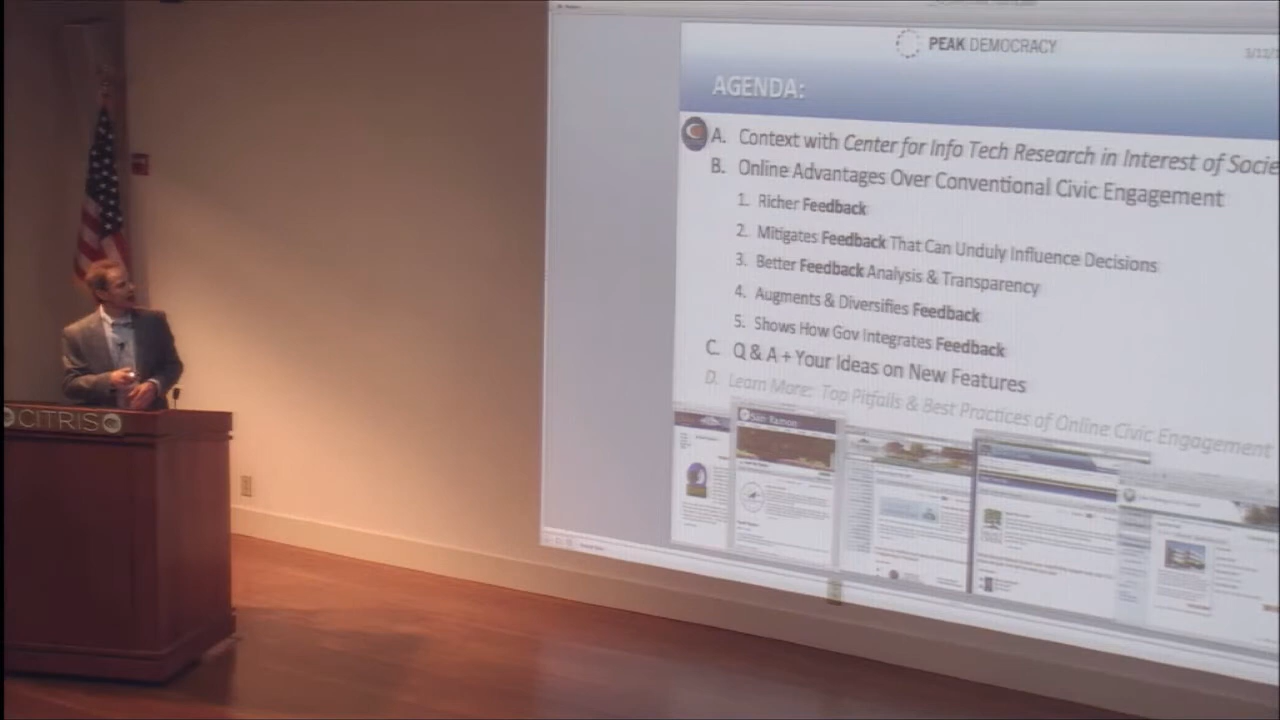 PEAK DEMOCRACY
AGENDA:
A. Context with Center for Info Tech Research in Interest of Socie
B. Online Advantages Over Conventional Civic Engagement
1. Richer Feedback
2. Mitigates Feedback That Can Unduly Influence Decisions
3. Better Feedback Analysis & Transparency
4. Augments & Diversifies Feedback
5. Shows How Gov Integrates Feedback
C. Q & A + Your Ideas on New Features
D. Learn More: Top Pitfalls & Best Practices of Online Civic Engagement
San Ramon
CITRIS